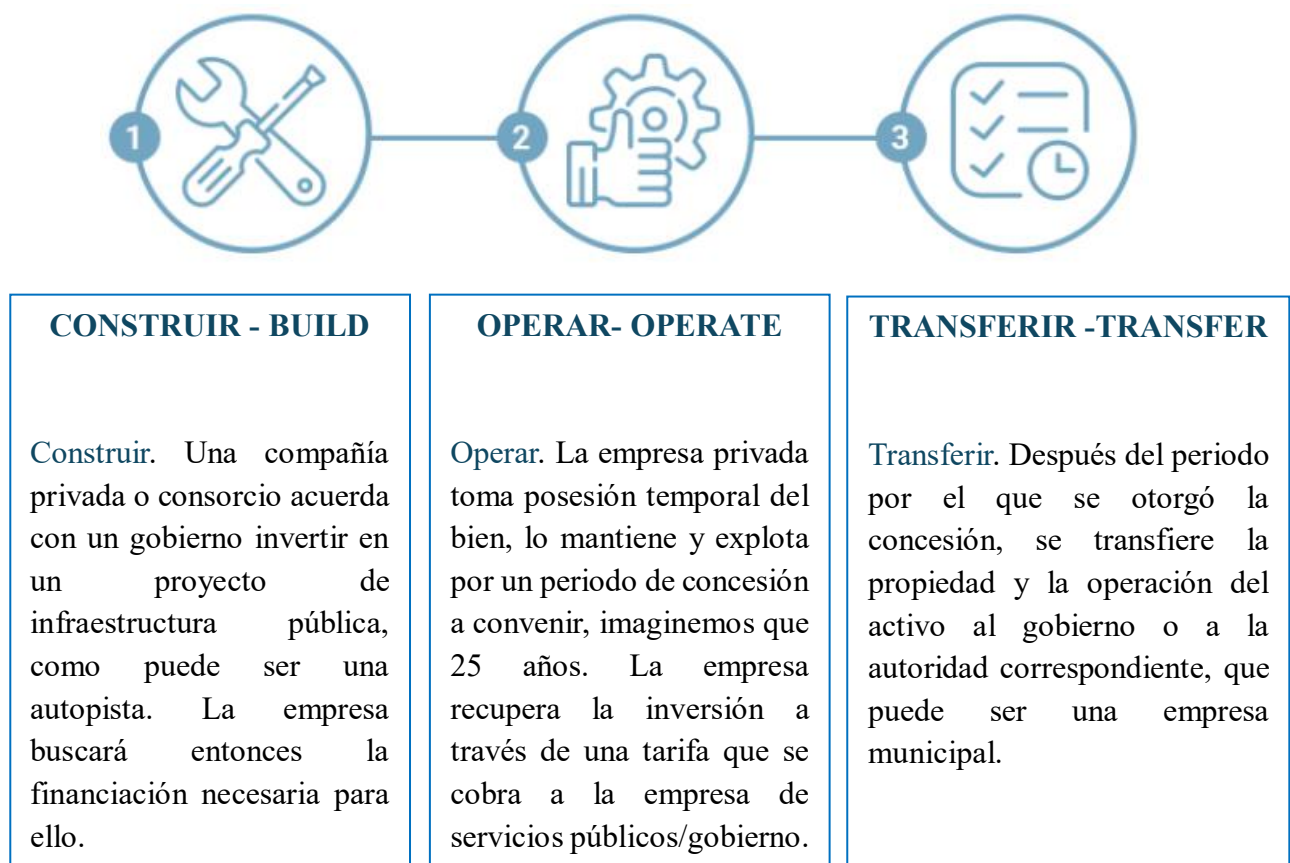 1
2
3
CONSTRUIR - BUILD
Construir. Una compañía
privada o consorcio acuerda
con un gobierno invertir en
un proyecto de
infraestructura pública,
como puede ser una
autopista. La empresa
buscará entonces la
financiación necesaria para
ello.
OPERAR- OPERATE
Operar. La empresa privada
toma posesión temporal del
bien, lo mantiene y explota
por un periodo de concesión
a convenir, imaginemos que
25 años. La empresa
recupera la inversión a
través de una tarifa que se
cobra a la empresa de
servicios públicos/gobierno.
TRANSFERIR -TRANSFER
Transferir. Después del periodo
por el que se otorgó la
concesión, se transfiere la
propiedad y la operación del
activo al gobierno o a la
autoridad correspondiente, que
puede ser una empresa
municipal.